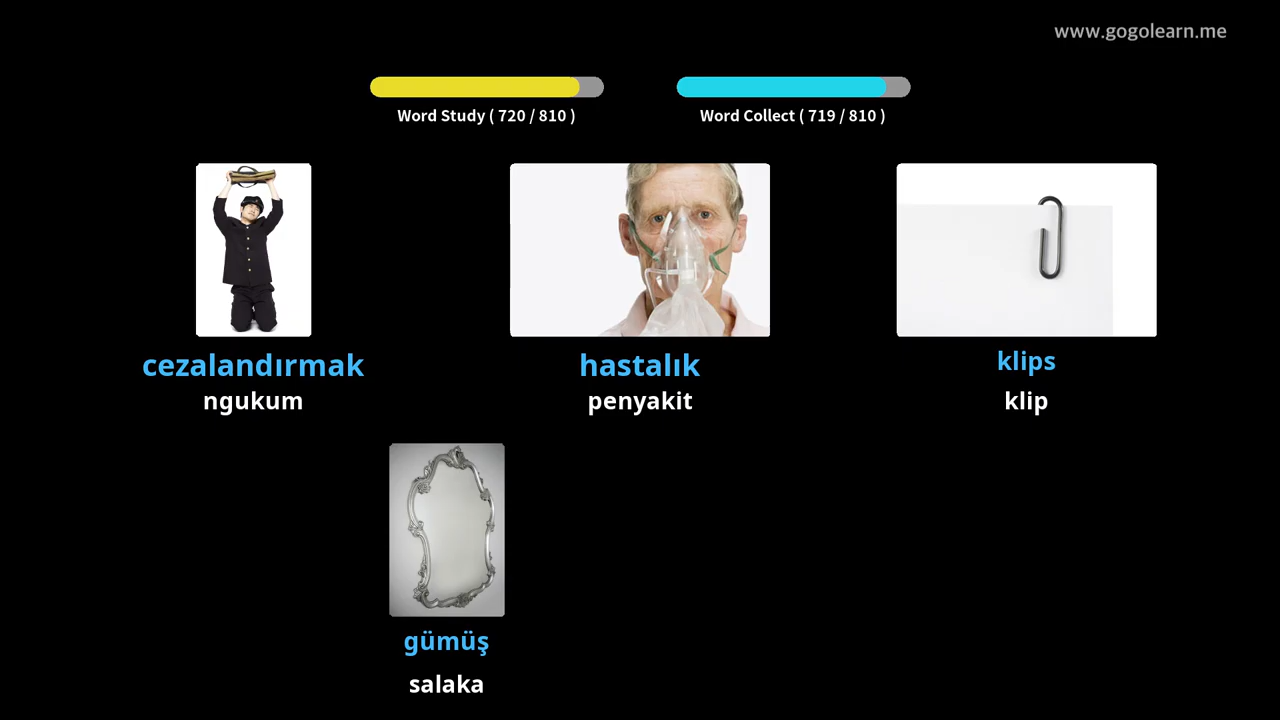 www.gogolearn.me
Word Study ( 720 / 810 )
Word Collect ( 719 / 810 )
cezalandırmak
ngukum
hastalık
penyakit
klips
klip
gümüş
salaka